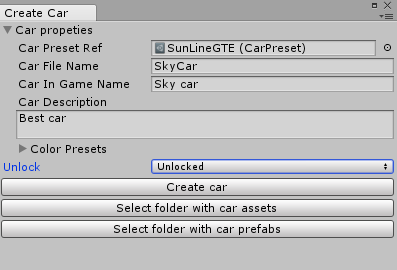 Create Car
Car propeties
Car Preset Ref SunLineGTE (CarPreset)
Car File Name SkyCar
Car In Game Name Sky car
Car Description
Best car
Color Presets
Unlock Unlocked
Create car
Select folder with car assets
Select folder with car prefabs